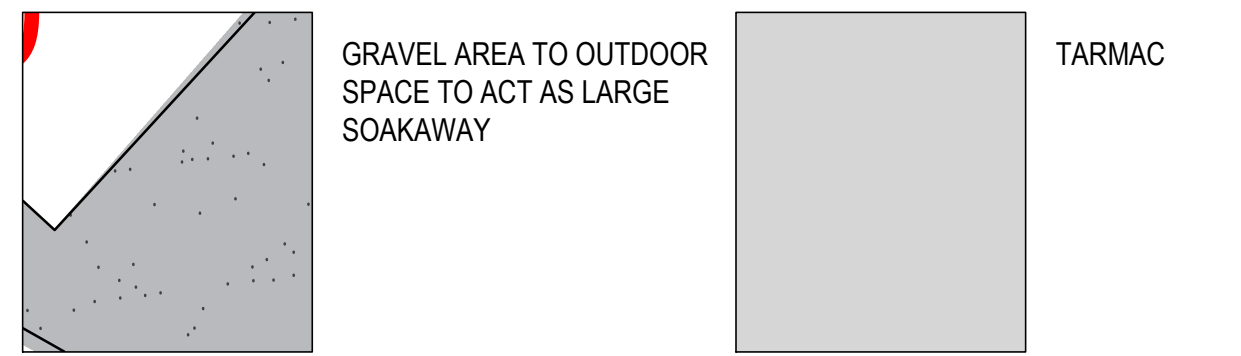 GRAVEL AREA TO OUTDOOR
SPACE TO ACT AS LARGE
SOAKAWAY
TARMAC